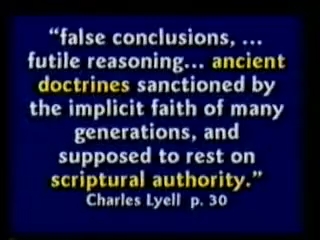 “false conclusions, ...
futile reasoning... ancient
doctrines sanctioned by
the implicit faith of many
generations, and
supposed to rest on
scriptural authority.”
Charles Lyell p. 30